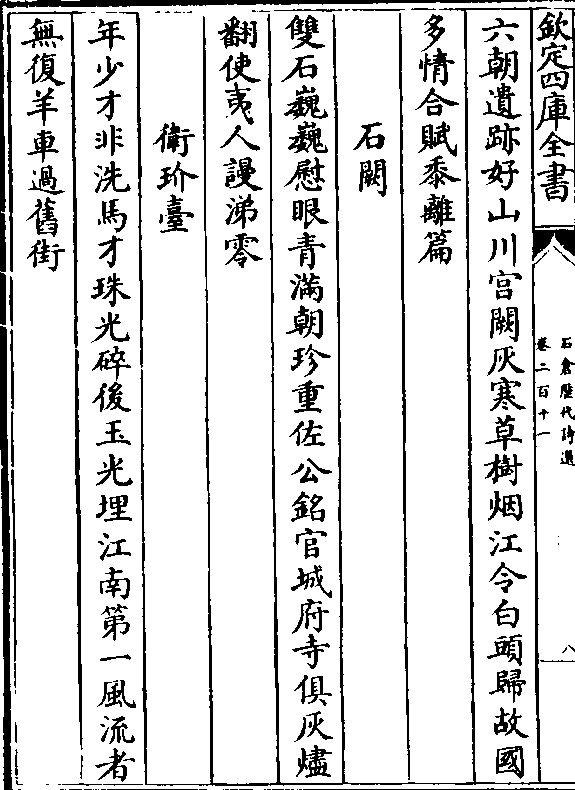 欽定四庫全書
石倉歷代詩選
卷二百十一
八
六朝遺跡好山川宫闕灰寒草樹烟江令白頭歸故國
多情合賦黍離篇
石闕
雙石巍巍慰眼青滿朝珍重佐公銘官城府寺俱灰燼
翻使夷人謾涕零
衛玠臺
年少才非洗馬才珠光碎後玉光埋江南第一風流者
無復羊車過舊街